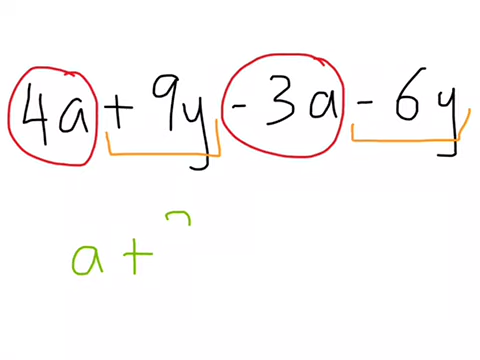 4a + 9y - 3a - 6y
a +